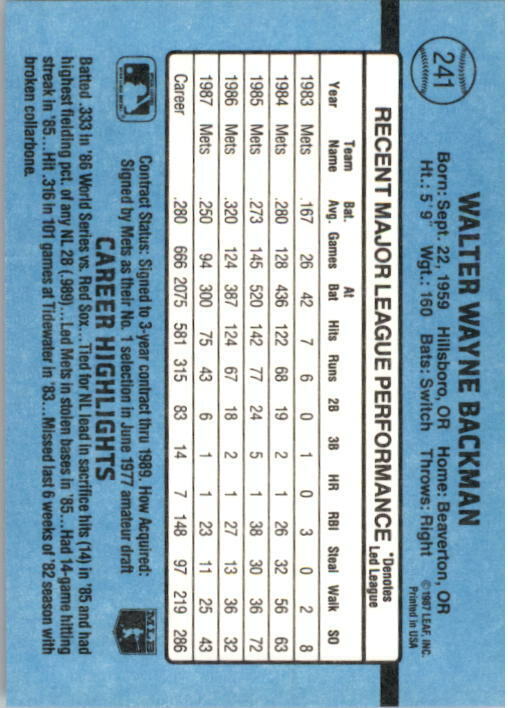 241
WALTER WAYNE BACKMAN
Born: Sept. 22, 1959 Hillsboro, OR Home: Beaverton, OR
Ht.: 5' 9" Wgt.: 160 Bats: Switch Throws: Right
©1987 LEAF, INC.
Printed in USA
RECENT MAJOR LEAGUE PERFORMANCE *Denotes Led League
Year Team Name Bat. Avg. Games At Bat Hits Runs 2B 3B HR RBI Steal Walk SO
1983 Mets .167 26 42 7 6 0 1 0 3 0 2 8
1984 Mets .280 128 436 122 68 19 2 1 26 32 56 63
1985 Mets .273 145 520 142 77 24 5 1 38 30 36 72
1986 Mets .320 124 387 124 67 18 2 1 27 13 36 32
1987 Mets .250 94 300 75 43 6 1 1 23 11 25 43
Career .280 666 2075 581 315 83 14 7 148 97 219 286
Contract Status: Signed to 3-year contract thru 1989. How Acquired:
Signed by Mets as their No. 1 selection in June 1977 amateur draft
MLB
CAREER HIGHLIGHTS
Batted .333 in '86 World Series vs. Red Sox...Tied for NL lead in sacrifice hits (14) in '85 and had
highest fielding pct. of any NL 2B (.989)...Led Mets in stolen bases in '85...Had 14-game hitting
streak in '85...Hit .316 in 101 games at Tidewater in '83...Missed last 6 weeks of '82 season with
broken collarbone.